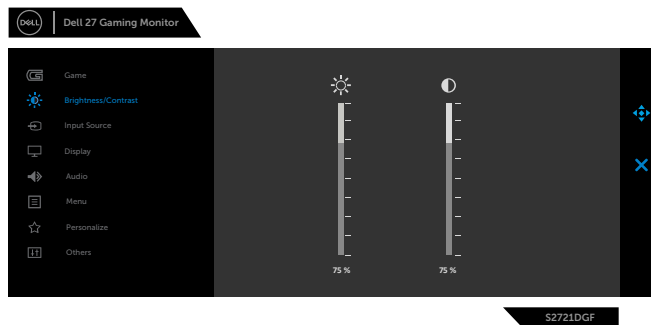 DELL
Dell 27 Gaming Monitor
Game
Brightness/Contrast
Input Source
Display
Audio
Menu
Personalize
Others
75 %
75 %
S2721DGF